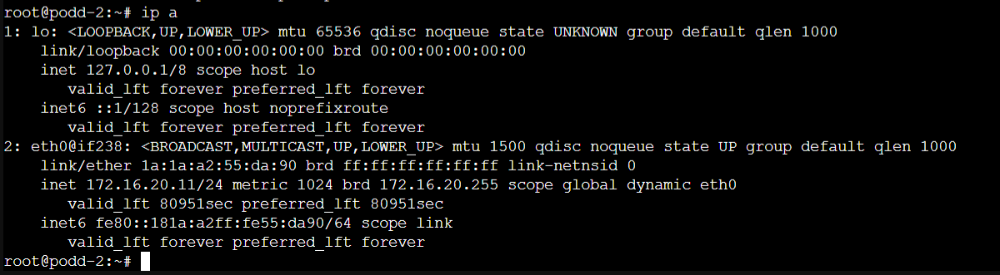 root@podd-2:~# ip a
1: lo: <LOOPBACK,UP,LOWER_UP> mtu 65536 qdisc noqueue state UNKNOWN group default qlen 1000
    link/loopback 00:00:00:00:00:00 brd 00:00:00:00:00:00
    inet 127.0.0.1/8 scope host lo
       valid_lft forever preferred_lft forever
    inet6 ::1/128 scope host noprefixroute
       valid_lft forever preferred_lft forever
2: eth0@if238: <BROADCAST,MULTICAST,UP,LOWER_UP> mtu 1500 qdisc noqueue state UP group default qlen 1000
    link/ether 1a:1a:a2:55:da:90 brd ff:ff:ff:ff:ff:ff link-netnsid 0
    inet 172.16.20.11/24 metric 1024 brd 172.16.20.255 scope global dynamic eth0
       valid_lft 80951sec preferred_lft 80951sec
    inet6 fe80::181a:a2ff:fe55:da90/64 scope link
       valid_lft forever preferred_lft forever
root@podd-2:~#